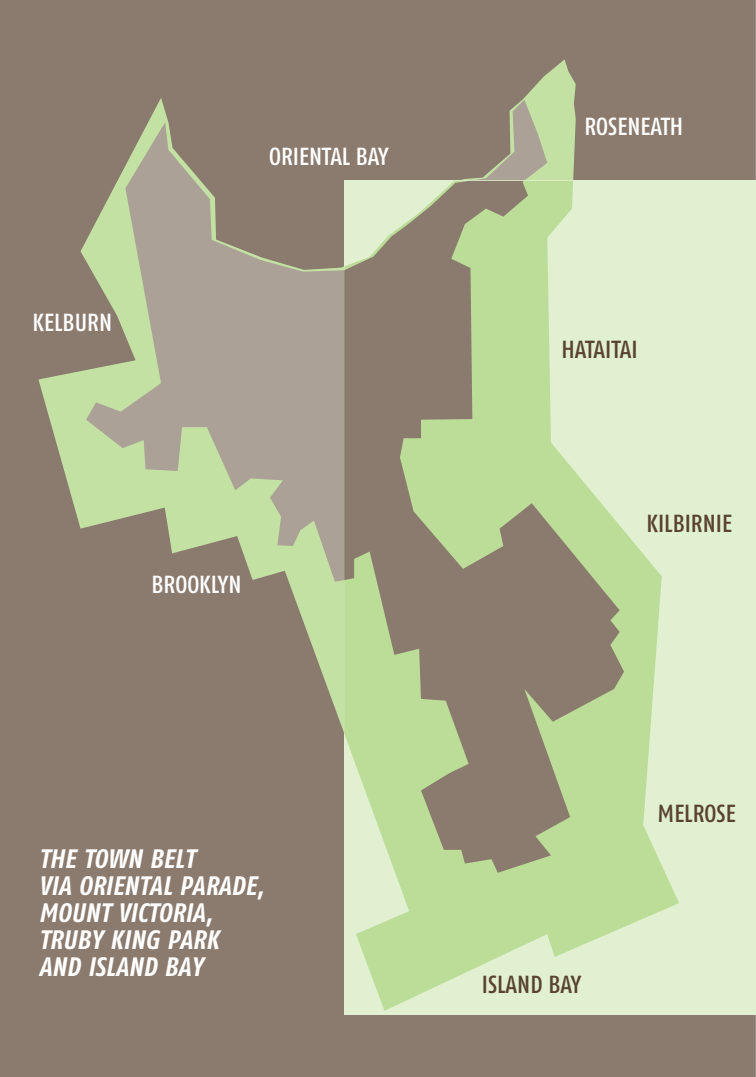 ROSENEATH
ORIENTAL BAY
KELBURN
HATAITAI
KILBIRNIE
BROOKLYN
MELROSE
THE TOWN BELT
VIA ORIENTAL PARADE,
MOUNT VICTORIA,
TRUBY KING PARK
AND ISLAND BAY
ISLAND BAY